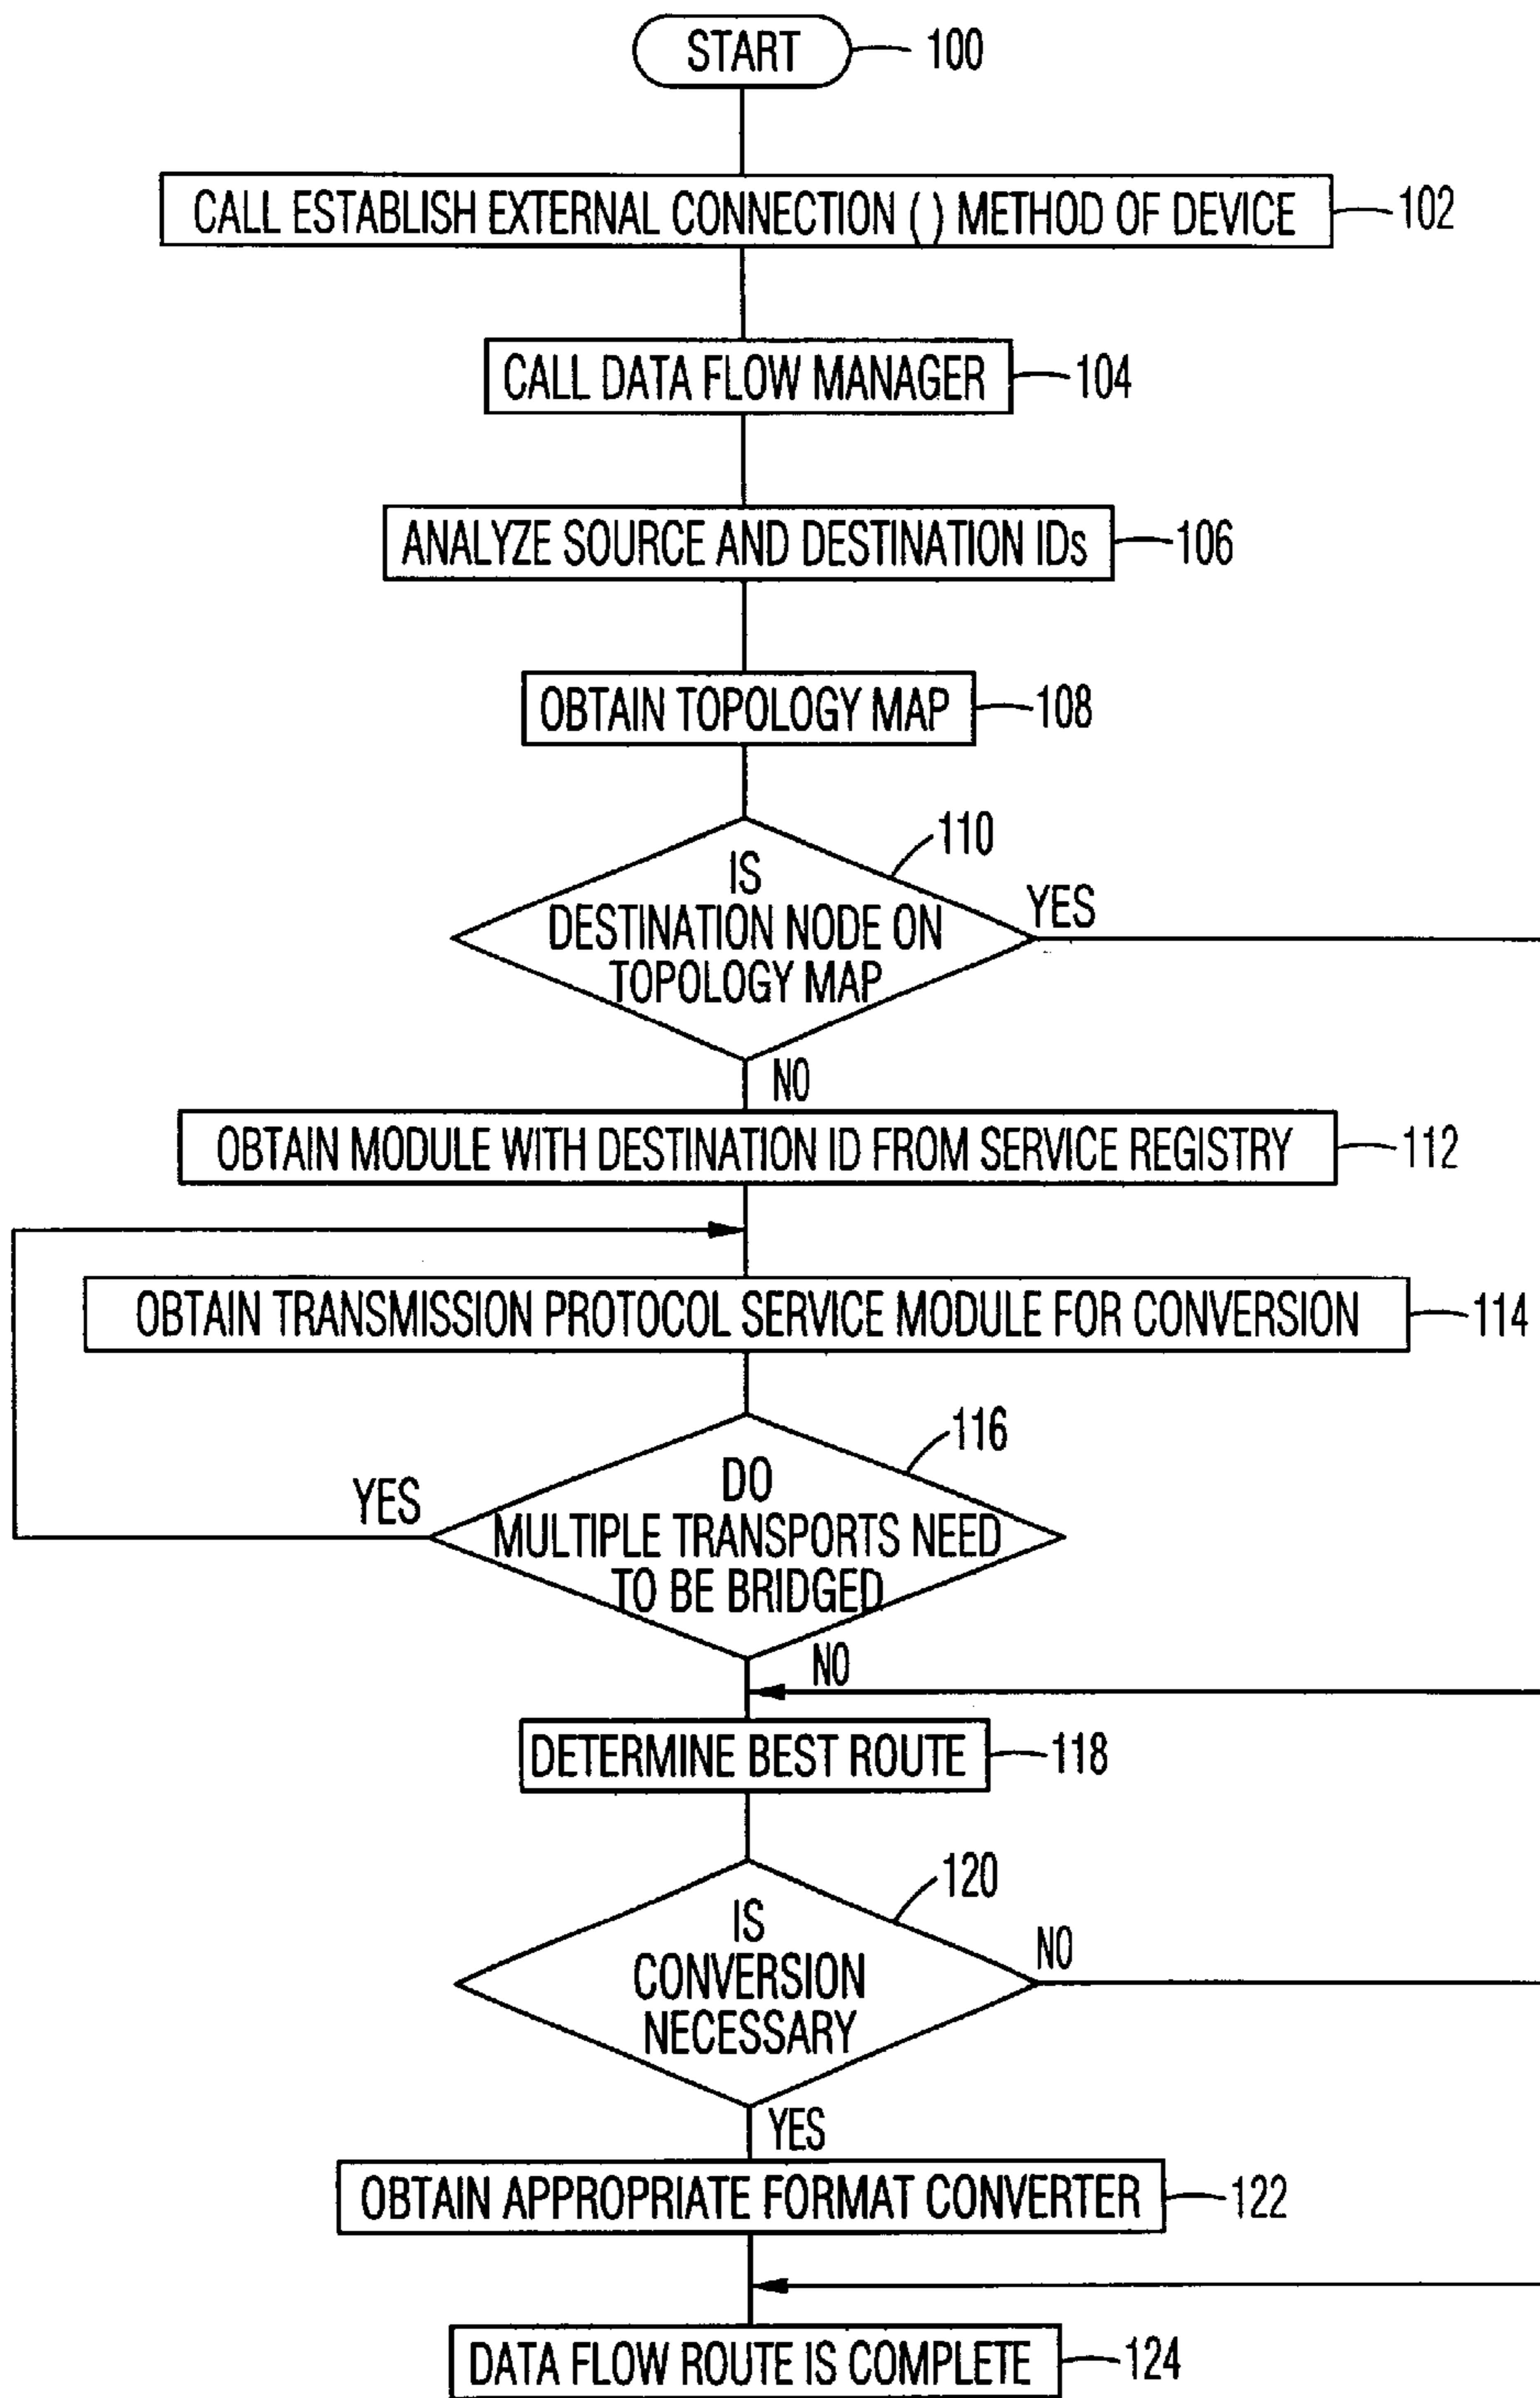 START 100
CALL ESTABLISH EXTERNAL CONNECTION ( ) METHOD OF DEVICE 102
CALL DATA FLOW MANAGER 104
ANALYZE SOURCE AND DESTINATION IDs 106
OBTAIN TOPOLOGY MAP 108
110
IS
DESTINATION NODE ON
TOPOLOGY MAP
YES
NO
OBTAIN MODULE WITH DESTINATION ID FROM SERVICE REGISTRY 112
OBTAIN TRANSMISSION PROTOCOL SERVICE MODULE FOR CONVERSION 114
116
DO
MULTIPLE TRANSPORTS NEED
TO BE BRIDGED
YES
NO
DETERMINE BEST ROUTE 118
120
IS
CONVERSION
NECESSARY
NO
YES
OBTAIN APPROPRIATE FORMAT CONVERTER 122
DATA FLOW ROUTE IS COMPLETE 124